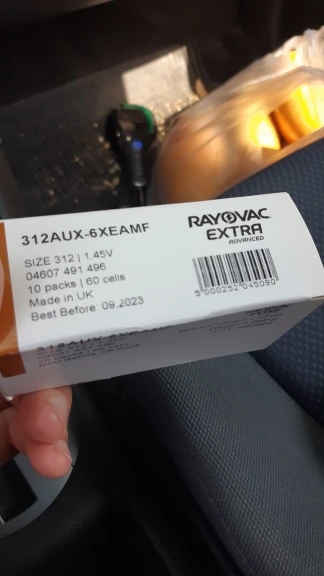 312AUX-6XEAMF
SIZE 312 | 1.45V
04607 491 496
10 packs | 60 cells
Made in UK
Best Before: 09.2023
RAYOVAC
EXTRA
ADVANCED
5 000252 045090